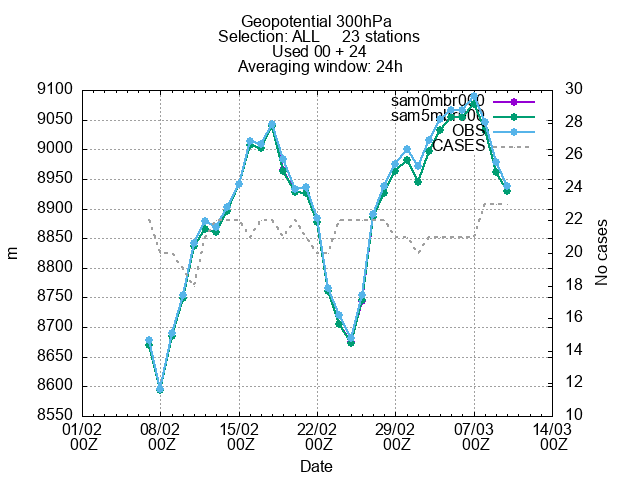 Geopotential 300hPa
Selection: ALL 23 stations
Used 00 + 24
Averaging window: 24h
9100
9050
9000
8950
8900
8850
8800
8750
8700
8650
8600
8550
m
30
28
26
24
22
20
18
16
14
12
10
No cases
sam0mbr000
sam5mbr000
OBS
CASES
01/02 08/02 15/02 22/02 29/02 07/03 14/03
00Z 00Z 00Z 00Z 00Z 00Z 00Z
Date